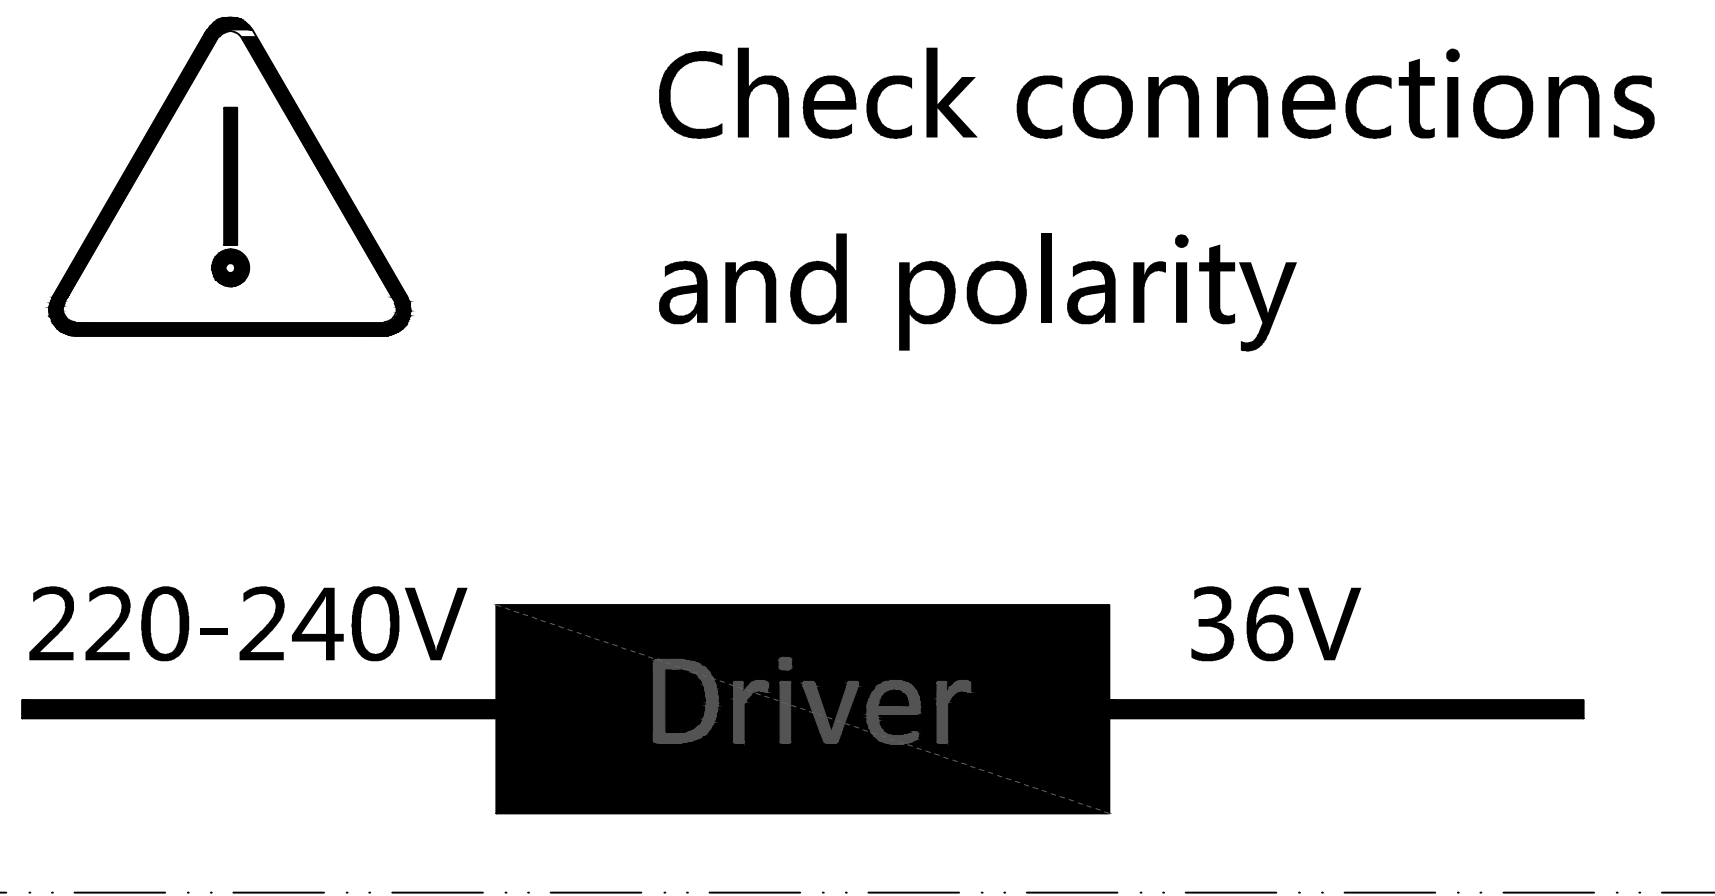 Check connections
and polarity
220-240V
Driver
36V